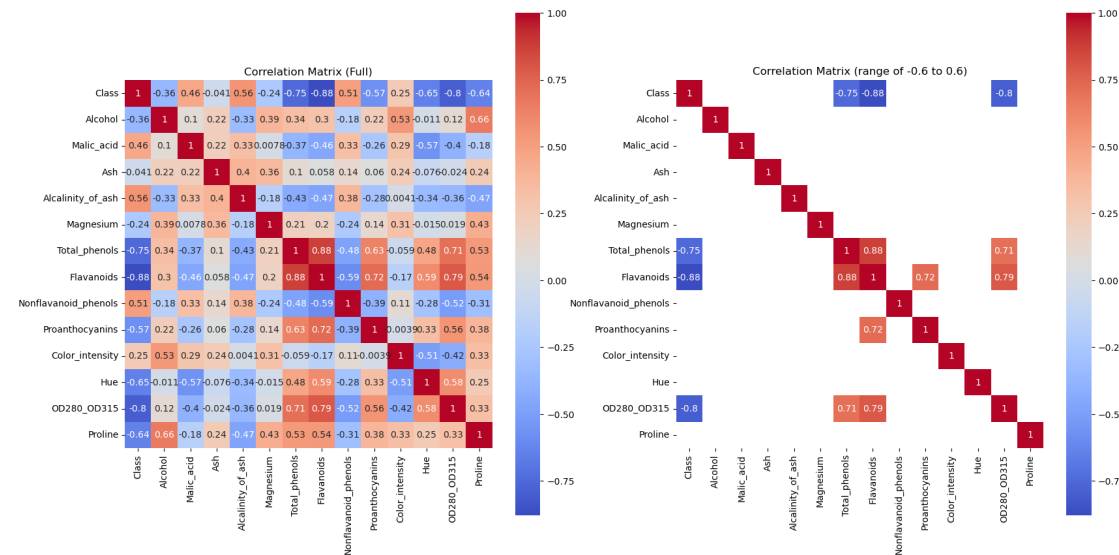 Correlation Matrix (Full)
Class 1 -0.36 0.46 -0.041 0.56 -0.24 -0.75 -0.88 0.51 -0.57 0.25 -0.65 -0.8 -0.64
Alcohol -0.36 1 0.1 0.22 -0.33 0.39 0.34 0.3 -0.18 0.22 0.53 -0.011 0.12 0.66
Malic_acid 0.46 0.1 1 0.22 0.33 0.0078 -0.37 -0.46 0.33 -0.26 0.29 -0.57 -0.4 -0.18
Ash -0.041 0.22 0.22 1 0.4 0.36 0.1 0.058 0.14 0.06 0.24 -0.076 -0.024 0.24
Alcalinity_of_ash 0.56 -0.33 0.33 0.4 1 -0.18 -0.43 -0.47 0.38 -0.28 0.0041 -0.34 -0.36 -0.47
Magnesium -0.24 0.39 0.0078 0.36 -0.18 1 0.21 0.2 -0.24 0.14 0.31 -0.015 0.019 0.43
Total_phenols -0.75 0.34 -0.37 0.1 -0.43 0.21 1 0.88 -0.48 0.63 -0.059 0.48 0.71 0.53
Flavanoids -0.88 0.3 -0.46 0.058 -0.47 0.2 0.88 1 -0.59 0.72 -0.17 0.59 0.79 0.54
Nonflavanoid_phenols 0.51 -0.18 0.33 0.14 0.38 -0.24 -0.48 -0.59 1 -0.39 0.11 -0.28 -0.52 -0.31
Proanthocyanins -0.57 0.22 -0.26 0.06 -0.28 0.14 0.63 0.72 -0.39 1 -0.0039 0.33 0.56 0.38
Color_intensity 0.25 0.53 0.29 0.24 0.0041 0.31 -0.059 -0.17 0.11 -0.0039 1 -0.51 -0.42 0.33
Hue -0.65 -0.011 -0.57 -0.076 -0.34 -0.015 0.48 0.59 -0.28 0.33 -0.51 1 0.58 0.25
OD280_OD315 -0.8 0.12 -0.4 -0.024 -0.36 0.019 0.71 0.79 -0.52 0.56 -0.42 0.58 1 0.33
Proline -0.64 0.66 -0.18 0.24 -0.47 0.43 0.53 0.54 -0.31 0.38 0.33 0.25 0.33 1
Class Alcohol Malic_acid Ash Alcalinity_of_ash Magnesium Total_phenols Flavanoids Nonflavanoid_phenols Proanthocyanins Color_intensity Hue OD280_OD315 Proline
1.00
0.75
0.50
0.25
0.00
−0.25
−0.50
−0.75
Correlation Matrix (range of -0.6 to 0.6)
Class 1 -0.75 -0.88 -0.8
Alcohol 1
Malic_acid 1
Ash 1
Alcalinity_of_ash 1
Magnesium 1
Total_phenols -0.75 1 0.88 0.71
Flavanoids -0.88 0.88 1 0.72 0.79
Nonflavanoid_phenols 1
Proanthocyanins 0.72 1
Color_intensity 1
Hue 1
OD280_OD315 -0.8 0.71 0.79 1
Proline 1
Class Alcohol Malic_acid Ash Alcalinity_of_ash Magnesium Total_phenols Flavanoids Nonflavanoid_phenols Proanthocyanins Color_intensity Hue OD280_OD315 Proline
1.00
0.75
0.50
0.25
0.00
−0.25
−0.50
−0.75